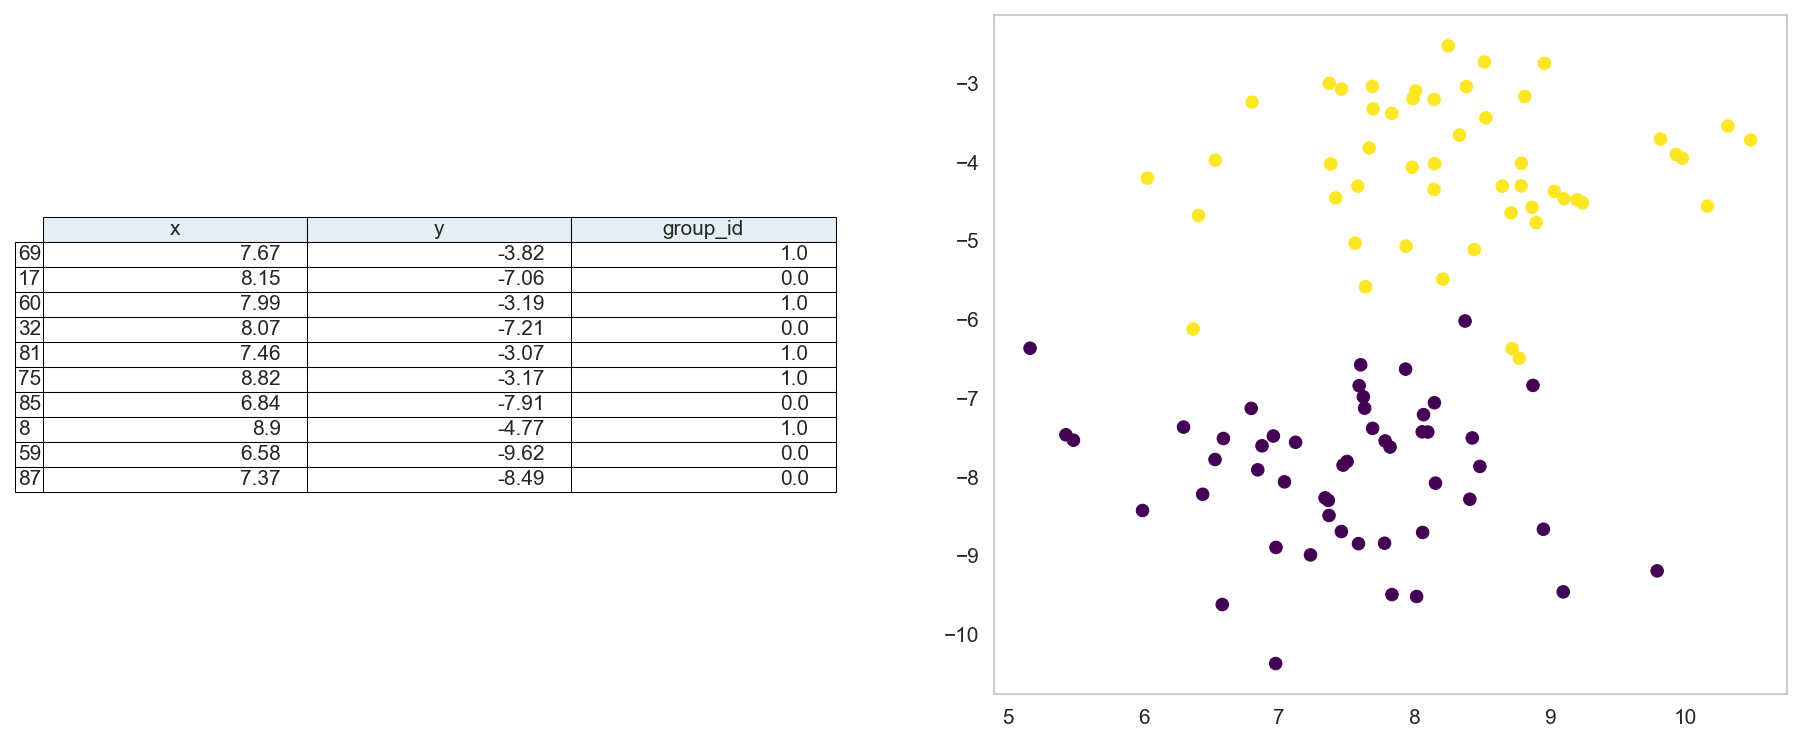 x y group_id
69 7.67 -3.82 1.0
17 8.15 -7.06 0.0
60 7.99 -3.19 1.0
32 8.07 -7.21 0.0
81 7.46 -3.07 1.0
75 8.82 -3.17 1.0
85 6.84 -7.91 0.0
8 8.9 -4.77 1.0
59 6.58 -9.62 0.0
87 7.37 -8.49 0.0
−3
−4
−5
−6
−7
−8
−9
−10
5 6 7 8 9 10